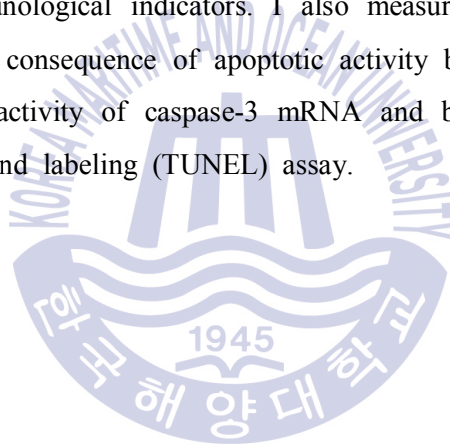 unological indicators. I also measur
consequence of apoptotic activity b
activity of caspase-3 mRNA and b
nd labeling (TUNEL) assay.
KOREA MARITIME AND OCEAN UNIVERSITY
1945
한국해양대학교